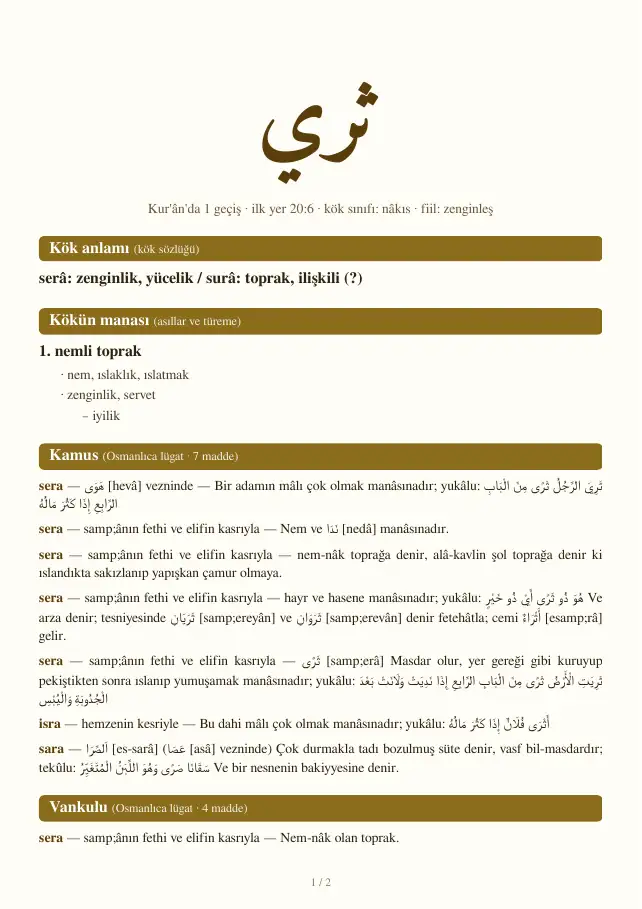 ثري
Kur'ân'da 1 geçiş · ilk yer 20:6 · kök sınıfı: nâkıs · fiil: zenginleş
Kök anlamı (kök sözlüğü)
serâ: zenginlik, yücelik / surâ: toprak, ilişkili (?)
Kökün manası (asıllar ve türeme)
1. nemli toprak
· nem, ıslaklık, ıslatmak
· zenginlik, servet
– iyilik
Kamus (Osmanlıca lügat · 7 madde)
sera — هَوَى [hevâ] vezninde — Bir adamın mâlı çok olmak manâsınadır; yukâlu: ثَرِيَ الرَّجُلُ ثَرًى مِنَ الْبَابِ
الرَّابِعِ إِذَا كَثُرَ مَالُهُ
sera — samp;ânın fethi ve elifin kasrıyla — Nem ve نَدَا [nedâ] manâsınadır.
sera — samp;ânın fethi ve elifin kasrıyla — nem-nâk toprağa denir, alâ-kavlin şol toprağa denir ki
ıslandıkta sakızlanıp yapışkan çamur olmaya.
sera — samp;ânın fethi ve elifin kasrıyla — hayr ve hasene manâsınadır; yukâlu: هُوَ ذُو ثَرًى أَيْ ذُو خَيْرٍ Ve
arza denir; tesniyesinde ثَرَيَان [samp;ereyân] ve ثَرَوَان [samp;erevân] denir fetehâtle; cemi أَثْرَاءٌ [esamp;râ]
gelir.
sera — samp;ânın fethi ve elifin kasrıyla — ثَرًى [samp;erâ] Masdar olur, yer gereği gibi kuruyup
pekiştikten sonra ıslanıp yumuşamak manâsınadır; yukâlu: ثَرِيَتِ الْأَرْضُ ثَرًى مِنَ الْبَابِ الرَّابِعِ إِذَا نَدِيَتْ وَلَانَتْ بَعْدَ
الْجُدُوبَةِ وَالْيُبْسِ
isra — hemzenin kesriyle — Bu dahi mâlı çok olmak manâsınadır; yukâlu: أَثْرَى فُلَانٌ إِذَا كَثُرَ مَالُهُ
sara — اَلصَّرَا [es-sarâ] (عَصَا [asâ] vezninde) Çok durmakla tadı bozulmuş süte denir, vasf bil-masdardır;
tekûlu: سَقَانَا صَرًى وَهُوَ اللَّبَنُ الْمُتَغَيِّرُ Ve bir nesnenin bakiyyesine denir.
Vankulu (Osmanlıca lügat · 4 madde)
sera — samp;ânın fethi ve elifin kasrıyla — Nem-nâk olan toprak.
1 / 2